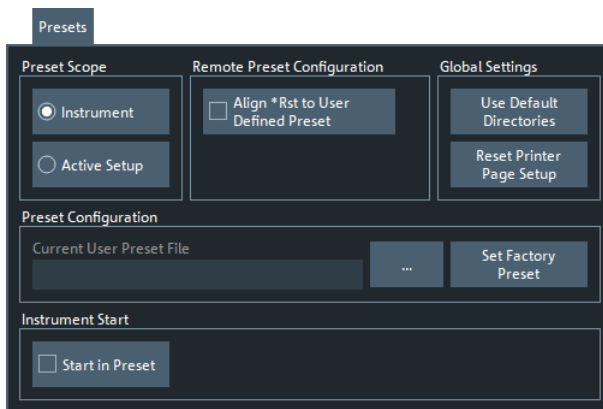 Presets
Preset Scope
Remote Preset Configuration
Global Settings
Instrument
Align *Rst to User
Defined Preset
Use Default
Directories
Active Setup
Reset Printer
Page Setup
Preset Configuration
Current User Preset File
...
Set Factory
Preset
Instrument Start
Start in Preset